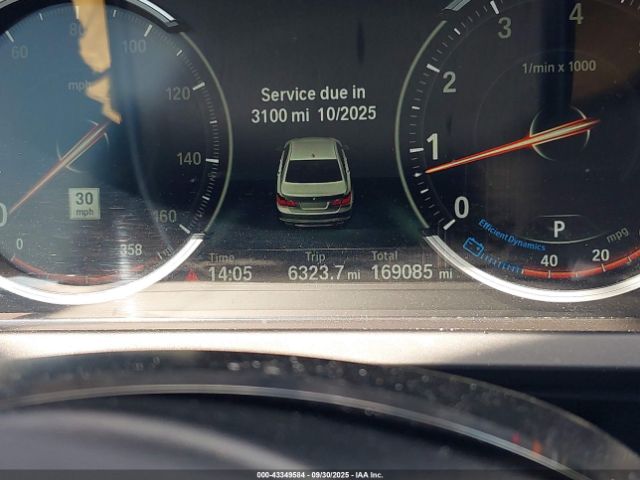 60 80 100 120 140 160
mph
30
mph
0
0 358
Service due in
3100 mi 10/2025
Time Trip Total
14:05 6323.7 mi 169085 mi
4
3
2
1
0
1/min x 1000
P
EfficientDynamics
40 20 mpg
000-43349584 - 09/30/2025 - IAA Inc.